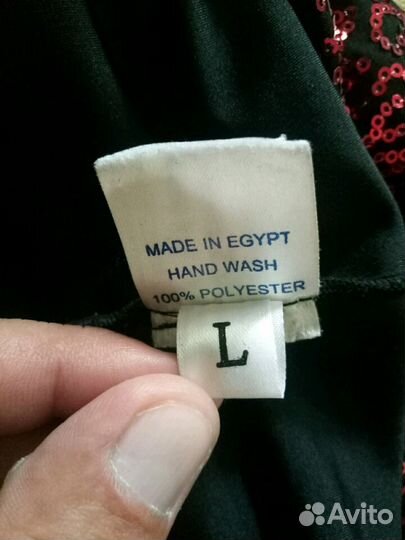 MADE IN EGYPT
HAND WASH
100% POLYESTER
L
Avito